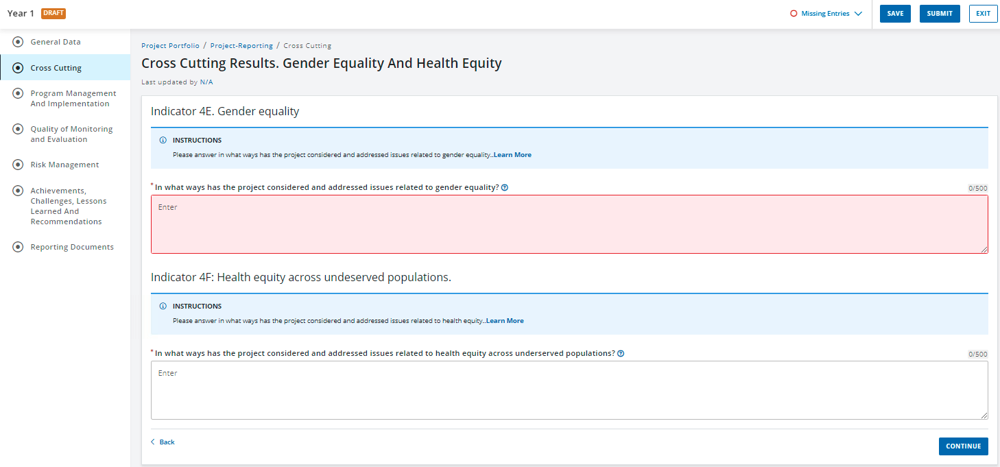 Year 1 DRAFT
Missing Entries
SAVE
SUBMIT
EXIT
General Data
Cross Cutting
Program Management
And Implementation
Quality of Monitoring
and Evaluation
Risk Management
Achievements,
Challenges, Lessons
Learned And
Recommendations
Reporting Documents
Project Portfolio / Project-Reporting / Cross Cutting
Cross Cutting Results. Gender Equality And Health Equity
Last updated by N/A
Indicator 4E. Gender equality
INSTRUCTIONS
Please answer in what ways has the project considered and addressed issues related to gender equality..Learn More
* In what ways has the project considered and addressed issues related to gender equality?
0/500
Enter
Indicator 4F: Health equity across undeserved populations.
INSTRUCTIONS
Please answer in what ways has the project considered and addressed issues related to health equity..Learn More
* In what ways has the project considered and addressed issues related to health equity across underserved populations?
0/500
Enter
Back
CONTINUE